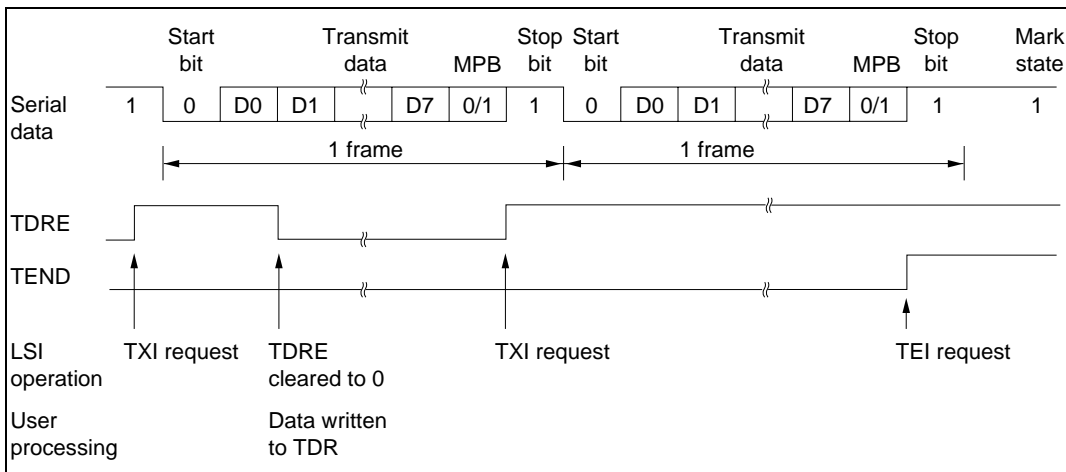 Start Transmit Stop Start Transmit Stop Mark
bit data MPB bit bit data MPB bit state
Serial data
1 0 D0 D1 D7 0/1 1 0 D0 D1 D7 0/1 1 1
1 frame 1 frame
TDRE
TEND
LSI TXI request TDRE TXI request TEI request
operation cleared to 0
User Data written
processing to TDR